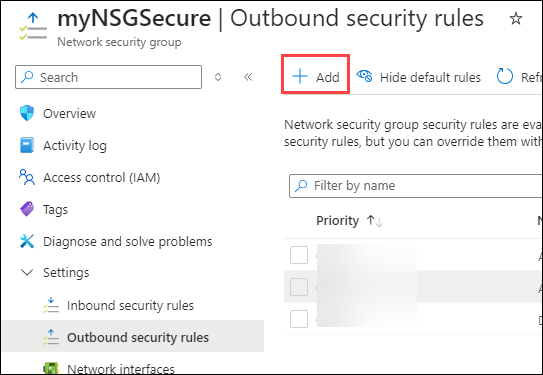 myNSGSecure | Outbound security rules
Network security group
Search
Add
Hide default rules
Refr
Overview
Activity log
Access control (IAM)
Tags
Diagnose and solve problems
Settings
Inbound security rules
Outbound security rules
Network interfaces
Network security group security rules are eva
security rules, but you can override them with
Filter by name
Priority